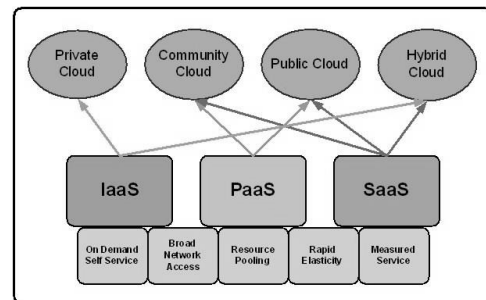 Private
Cloud
Community
Cloud
Public Cloud
Hybrid
Cloud
IaaS
PaaS
SaaS
On Demand
Self Service
Broad
Network
Access
Resource
Pooling
Rapid
Elasticity
Measured
Service